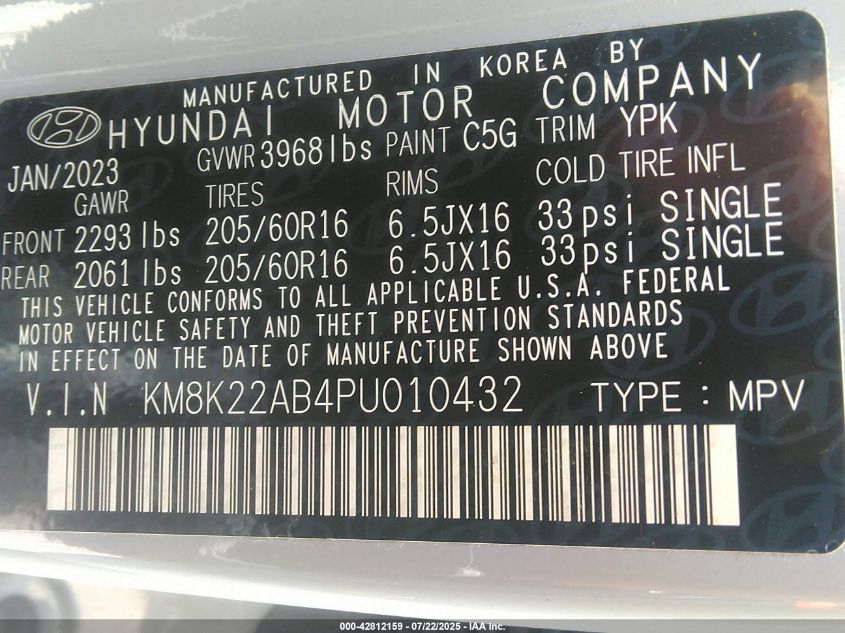 MANUFACTURED IN KOREA BY
HYUNDAI MOTOR COMPANY
JAN/2023 GVWR 3968 lbs PAINT C5G TRIM YPK
GAWR TIRES RIMS COLD TIRE INFL
FRONT 2293 lbs 205/60R16 6.5JX16 33psi SINGLE
REAR 2061 lbs 205/60R16 6.5JX16 33psi SINGLE
THIS VEHICLE CONFORMS TO ALL APPLICABLE U.S.A. FEDERAL
MOTOR VEHICLE SAFETY AND THEFT PREVENTION STANDARDS
IN EFFECT ON THE DATE OF MANUFACTURE SHOWN ABOVE
V.I.N KM8K22AB4PU010432 TYPE : MPV
000-42812159 - 07/22/2025 - IAA Inc.